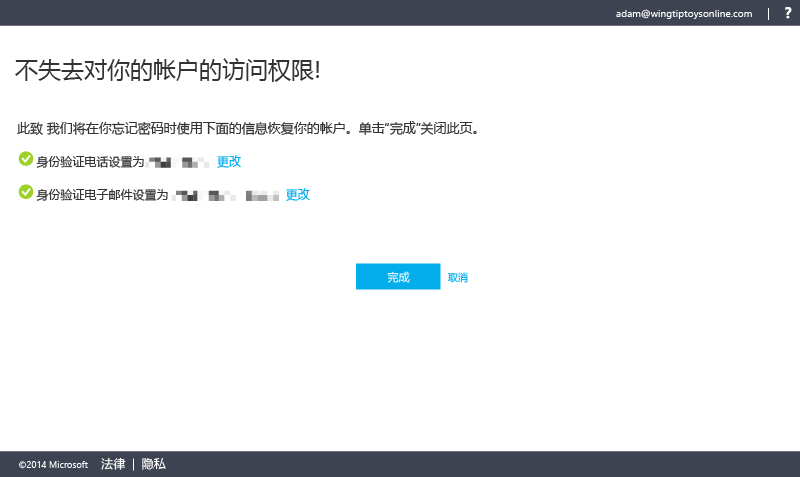 adam@wingtiptoysonline.com | ?
不失去对你的帐户的访问权限!
此致 我们将在你忘记密码时使用下面的信息恢复你的帐户。单击"完成"关闭此页。
身份验证电话设置为 更改
身份验证电子邮件设置为 更改
完成 取消
©2014 Microsoft 法律 | 隐私